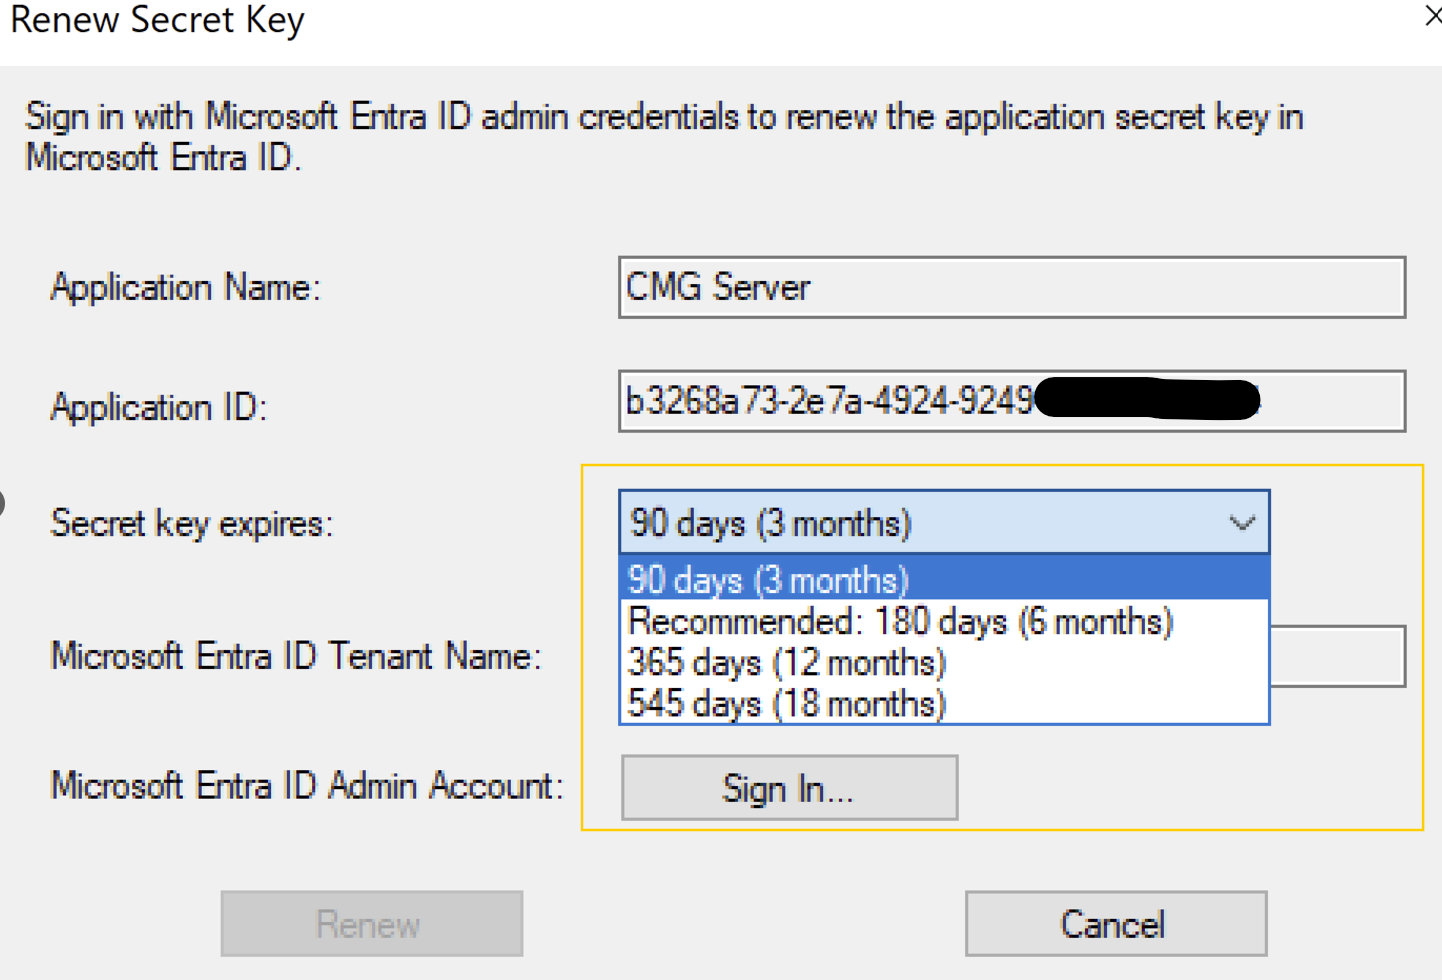 Renew Secret Key
Sign in with Microsoft Entra ID admin credentials to renew the application secret key in
Microsoft Entra ID.
Application Name:
CMG Server
Application ID:
b3268a73-2e7a-4924-9249
Secret key expires:
90 days (3 months)
90 days (3 months)
Recommended: 180 days (6 months)
365 days (12 months)
545 days (18 months)
Microsoft Entra ID Tenant Name:
Microsoft Entra ID Admin Account:
Sign In...
Renew
Cancel